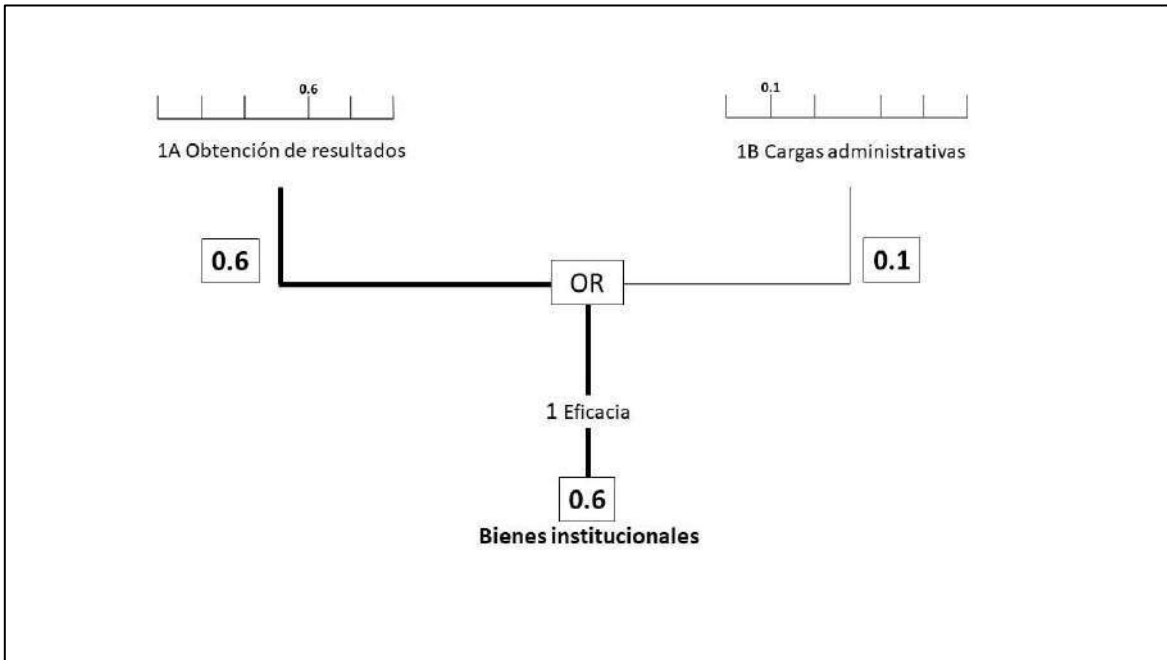 0.6
0.1
1A Obtención de resultados
1B Cargas administrativas
0.6
OR
0.1
1 Eficacia
0.6
Bienes institucionales